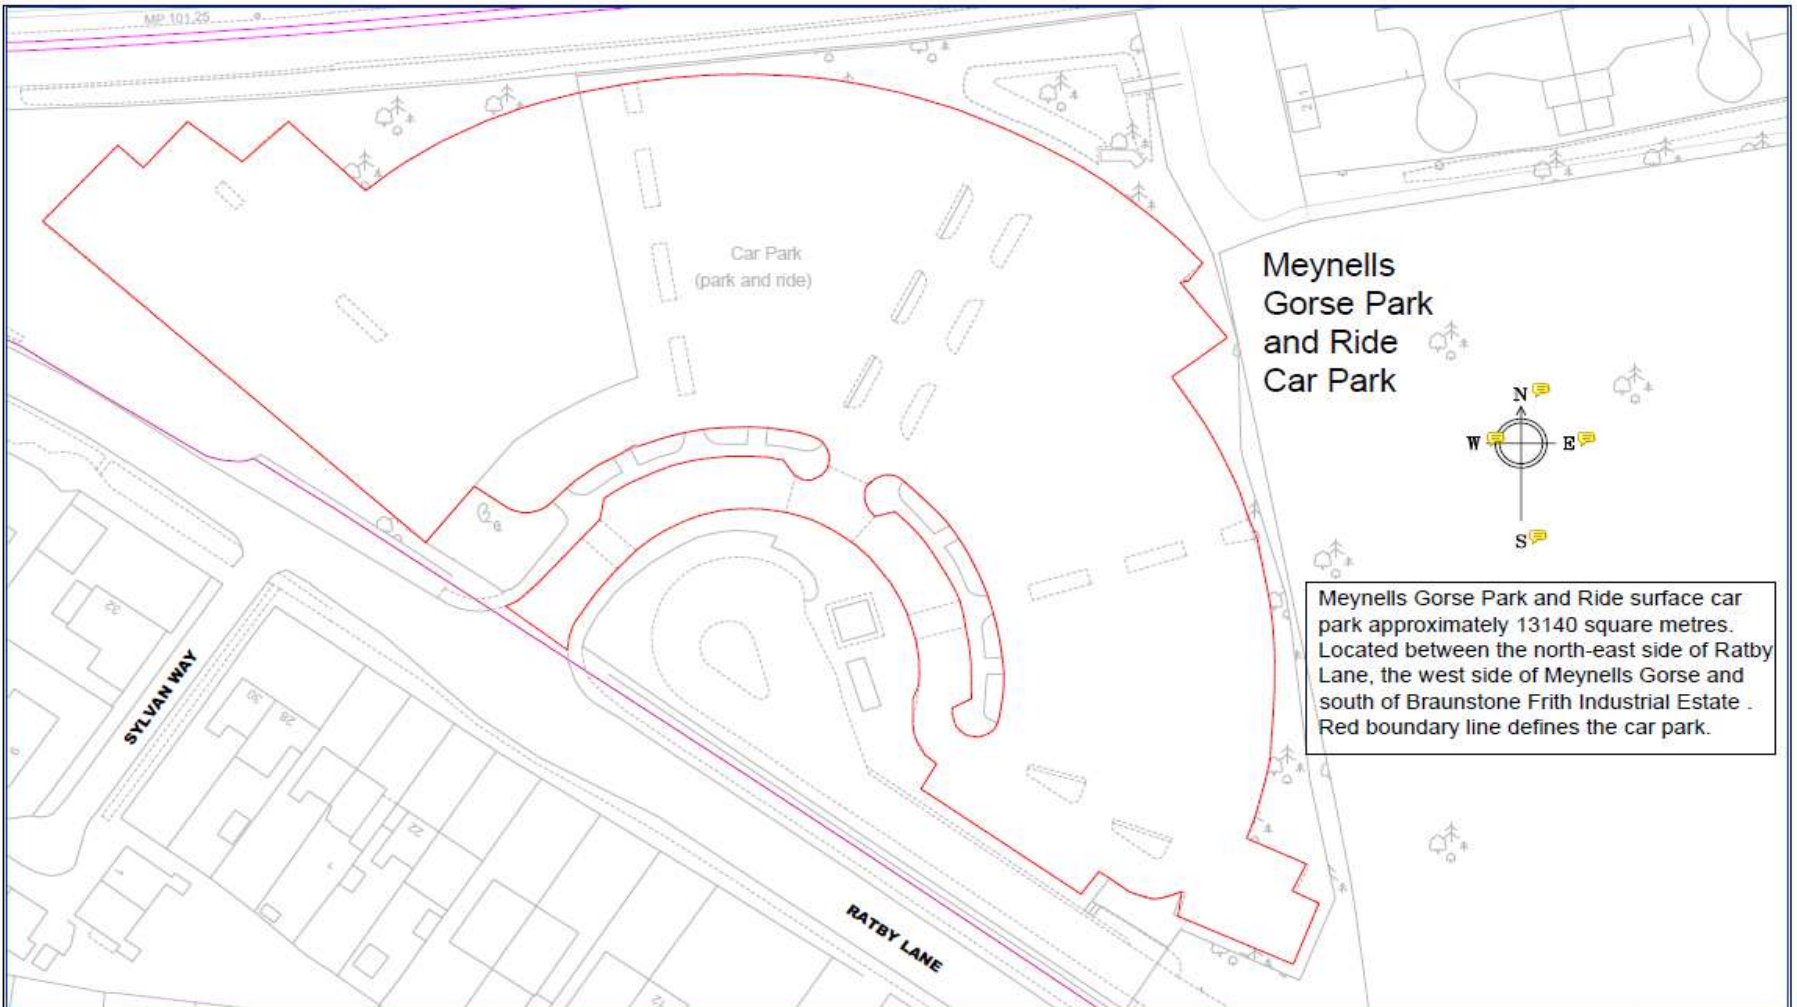 MP 101.25
2.1
Car Park
(park and ride)
Meynells
Gorse Park
and Ride
Car Park
N
W
E
S
Meynells Gorse Park and Ride surface car
park approximately 13140 square metres.
Located between the north-east side of Ratby
Lane, the west side of Meynells Gorse and
south of Braunstone Frith Industrial Estate .
Red boundary line defines the car park.
32
SYLVAN WAY
30
28
22
RATBY LANE
12